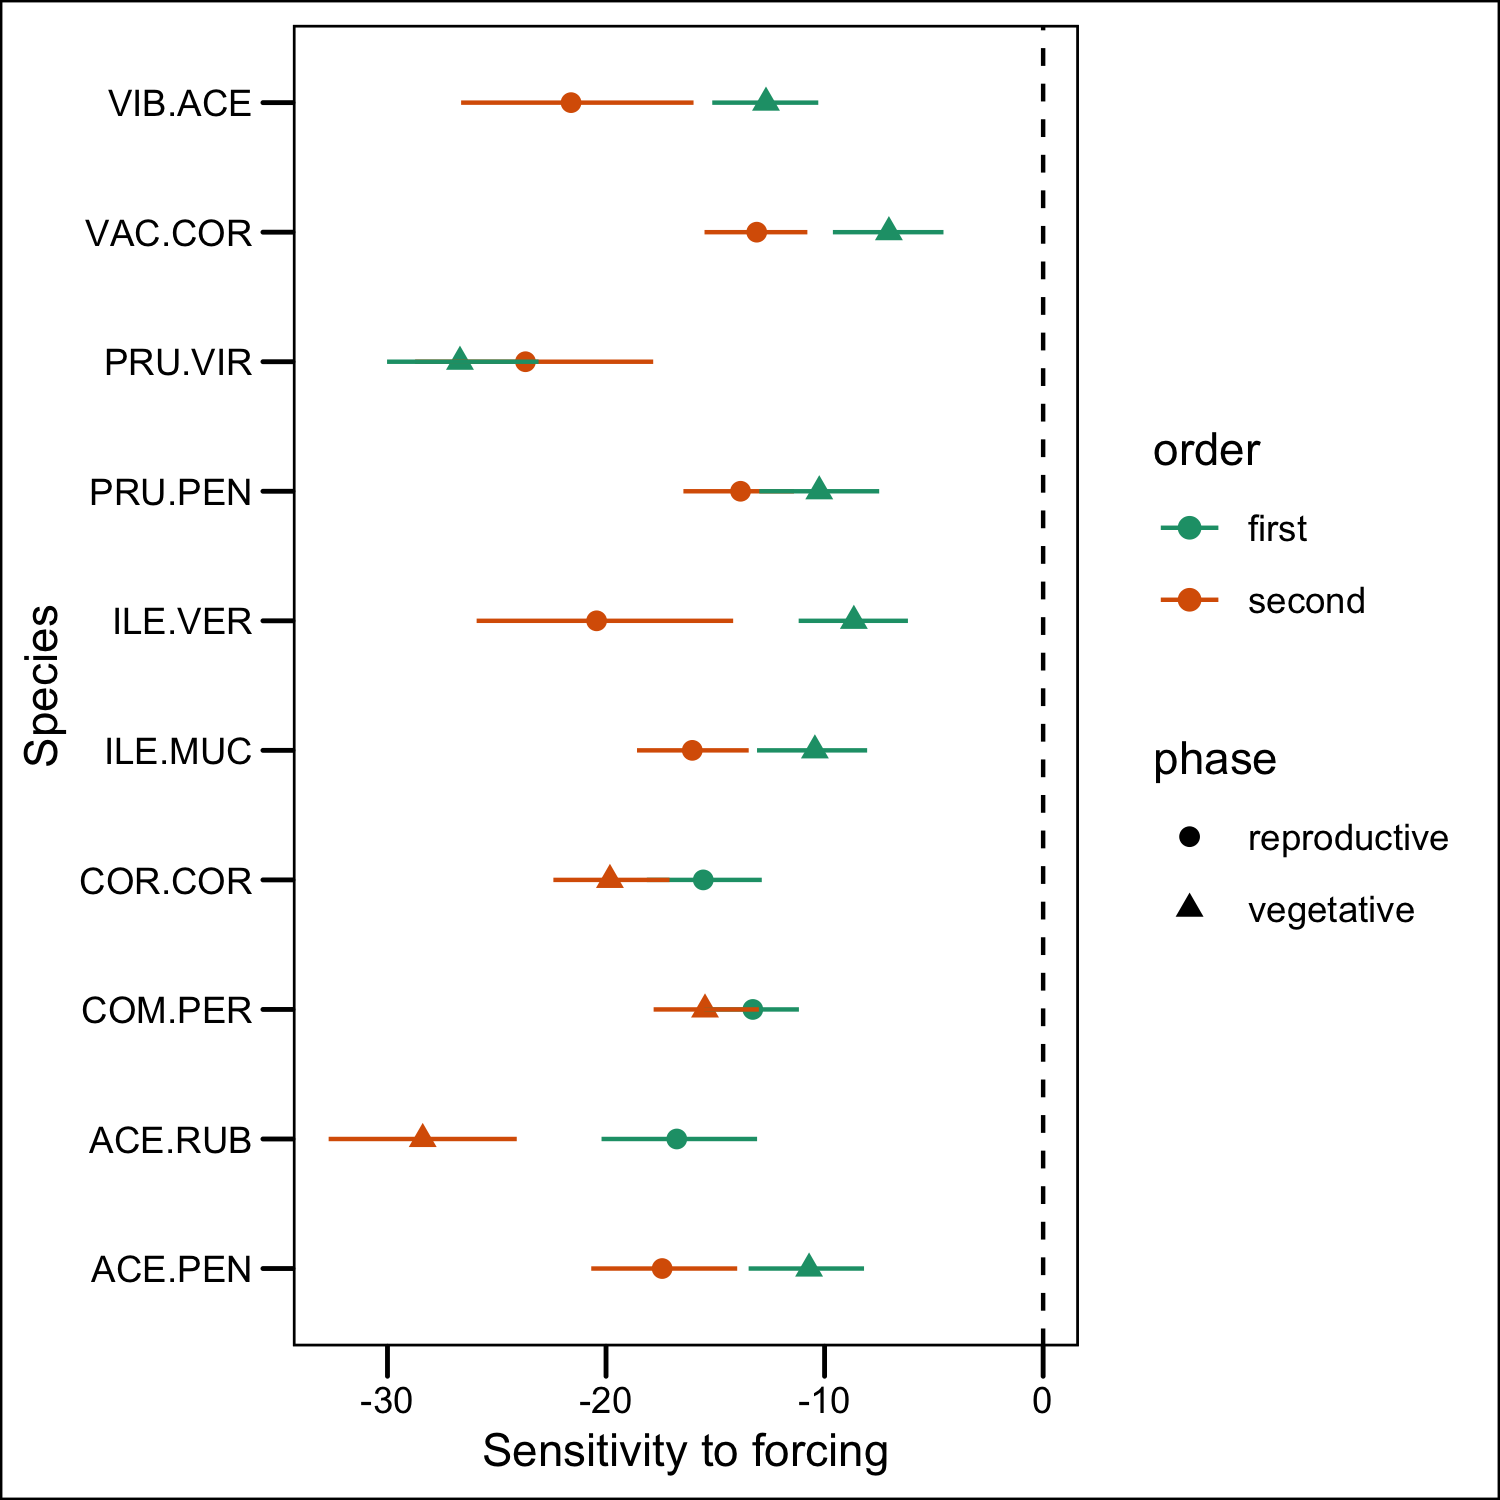 VIB.ACE
VAC.COR
PRU.VIR
PRU.PEN
ILE.VER
ILE.MUC
COR.COR
COM.PER
ACE.RUB
ACE.PEN
Species
-30
-20
-10
0
Sensitivity to forcing
order
first
second
phase
reproductive
vegetative